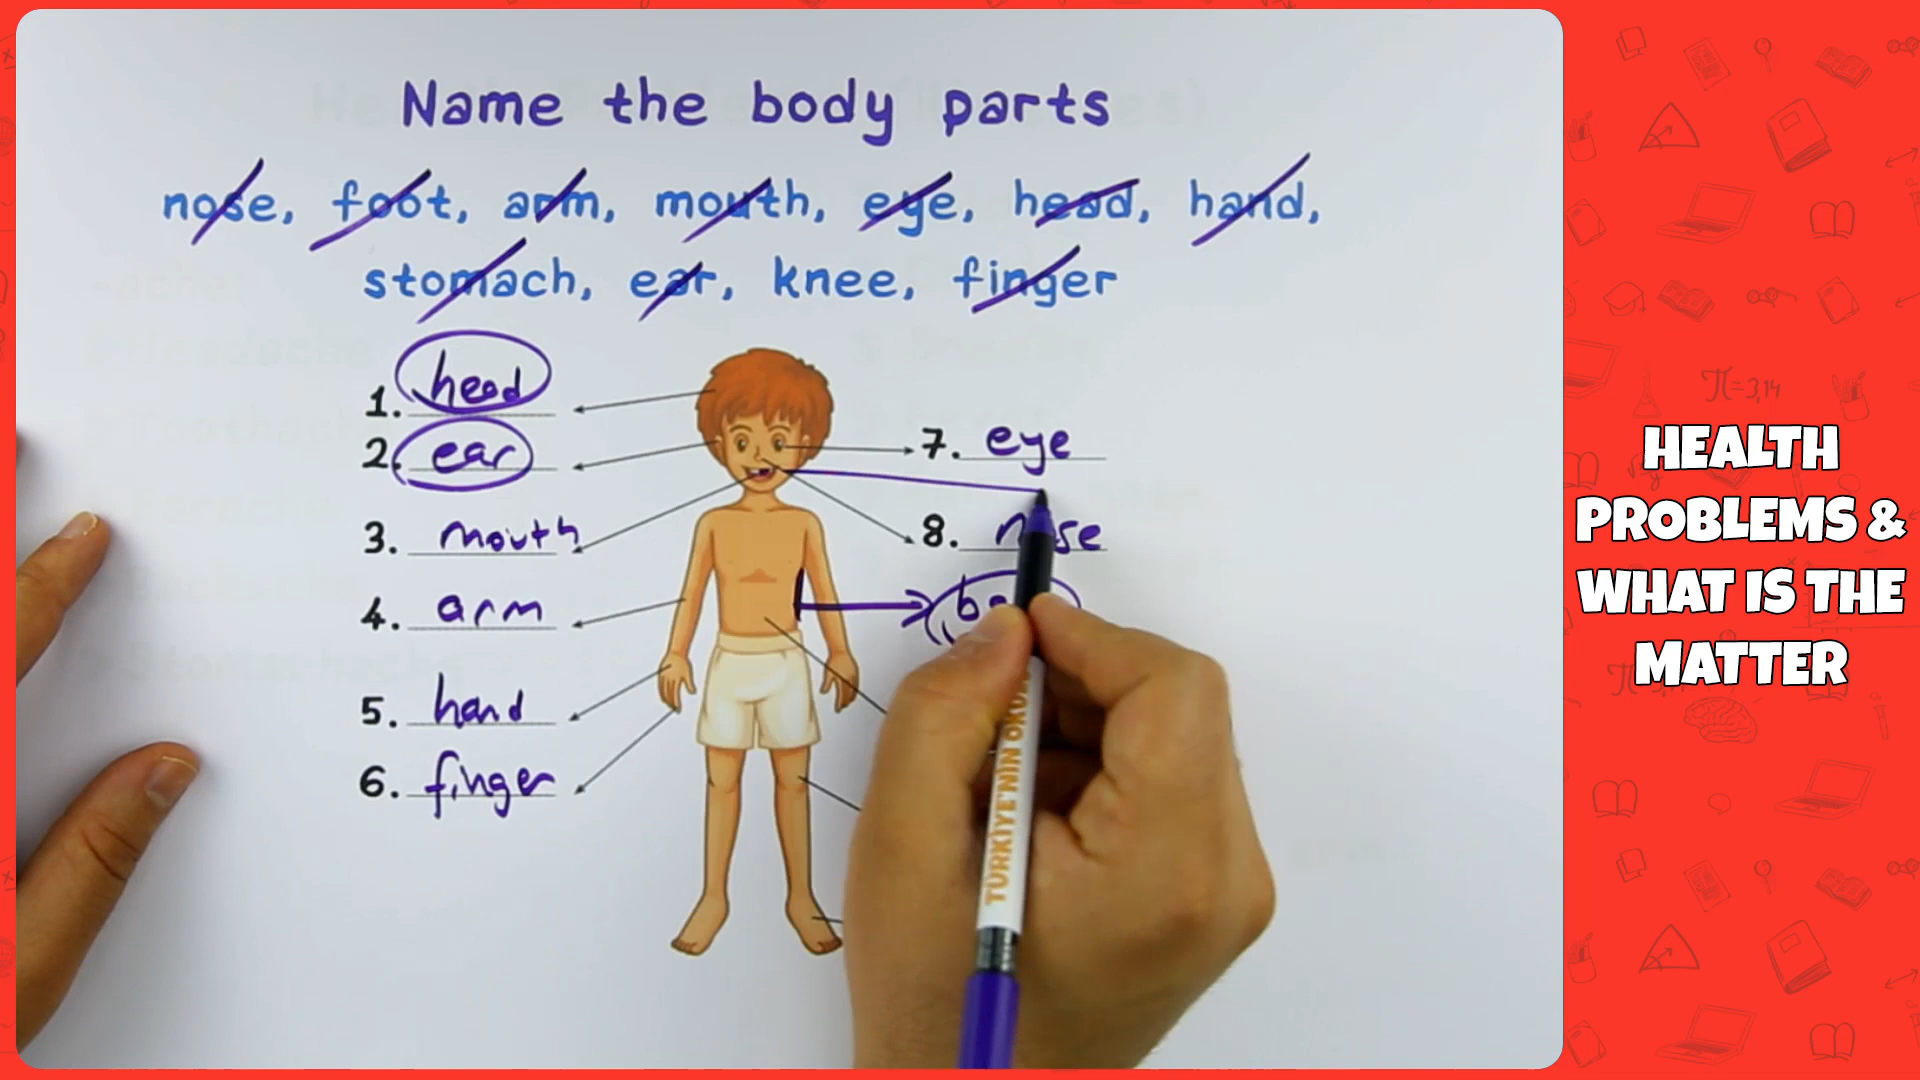 Name the body parts
nose, foot, arm, mouth, eye, head, hand,
stomach, ear, knee, finger
1. head
2. ear
3. mouth
4. arm
5. hand
6. finger
7. eye
8. nose
TÜRKİYE'NİN
HEALTH
PROBLEMS &
WHAT IS THE
MATTER
π=3,14